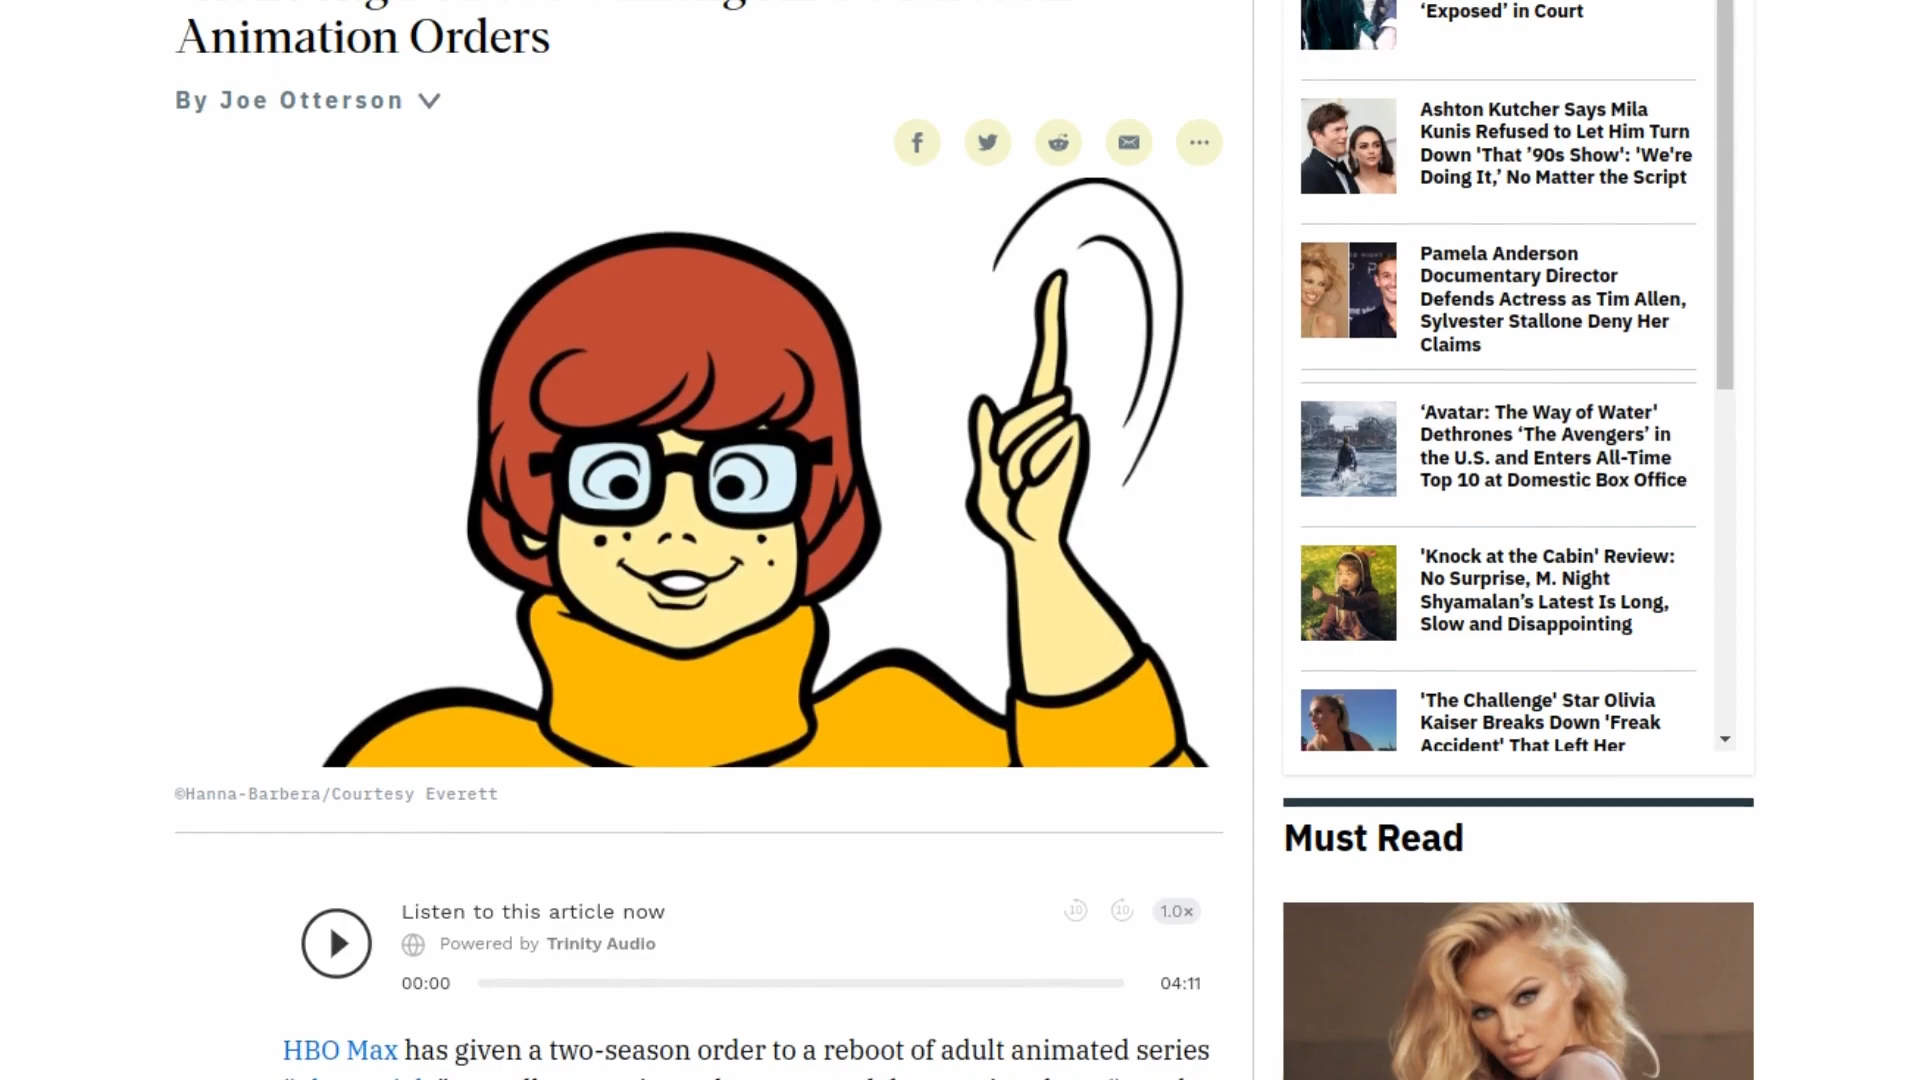 Animation Orders
By Joe Otterson
©Hanna-Barbera/Courtesy Everett
Listen to this article now
10
10
1.0×
Powered by Trinity Audio
00:00
04:11
HBO Max has given a two-season order to a reboot of adult animated series
‘Exposed’ in Court
Ashton Kutcher Says Mila
Kunis Refused to Let Him Turn
Down 'That ’90s Show': 'We're
Doing It,’ No Matter the Script
Pamela Anderson
Documentary Director
Defends Actress as Tim Allen,
Sylvester Stallone Deny Her
Claims
‘Avatar: The Way of Water'
Dethrones ‘The Avengers’ in
the U.S. and Enters All-Time
Top 10 at Domestic Box Office
'Knock at the Cabin' Review:
No Surprise, M. Night
Shyamalan’s Latest Is Long,
Slow and Disappointing
'The Challenge' Star Olivia
Kaiser Breaks Down 'Freak
Accident' That Left Her
Must Read